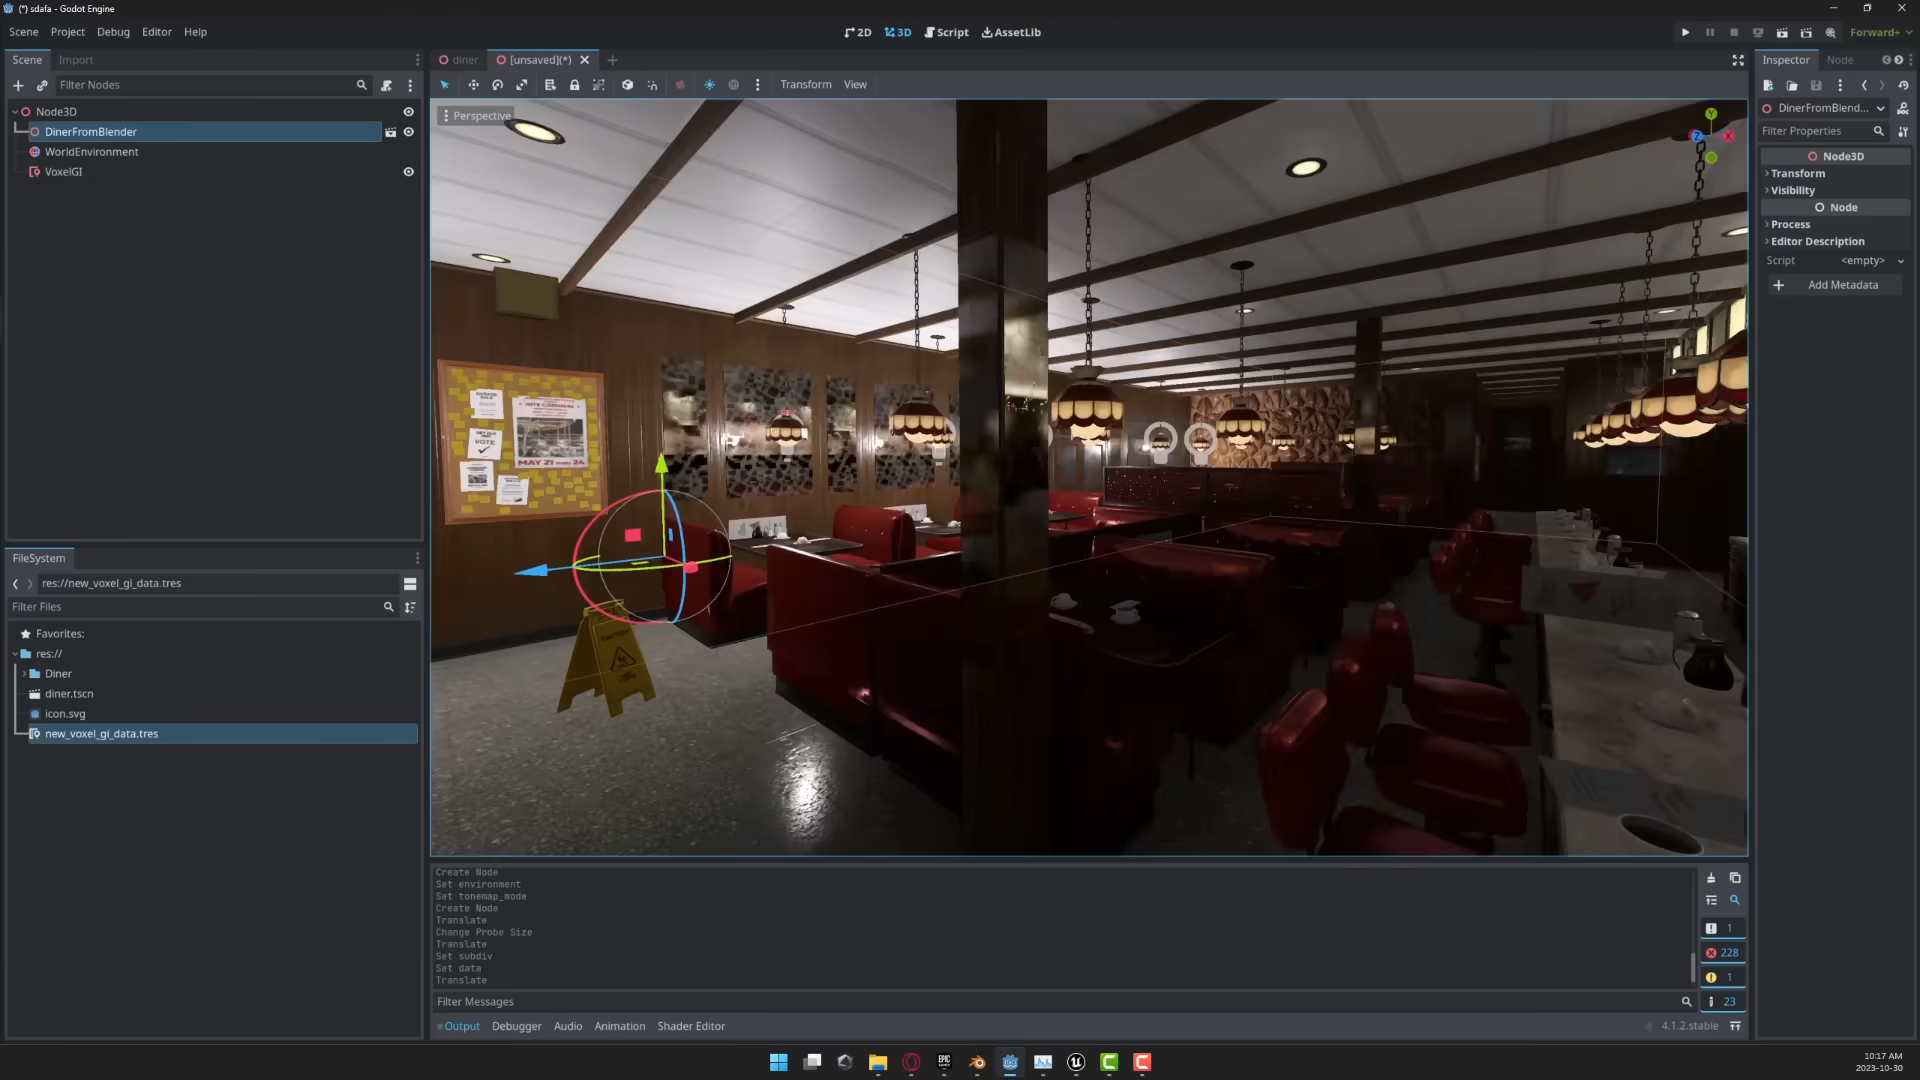 (*) sdafa - Godot Engine
Scene Project Debug Editor Help
2D 3D Script AssetLib
Forward+
Scene Import
diner [unsaved](*)
Inspector Node
Filter Nodes
Transform View
Node3D
DinerFromBlender
WorldEnvironment
VoxelGI
Perspective
Y
Z X
DinerFromBlend...
Filter Properties
Node3D
Transform
Visibility
Node
Process
Editor Description
Script <empty>
Add Metadata
VOTE
MAY 21 24
FileSystem
res://new_voxel_gi_data.tres
Filter Files
Favorites:
res://
Diner
diner.tscn
icon.svg
new_voxel_gi_data.tres
Create Node
Set environment
Set tonemap_mode
Create Node
Translate
Change Probe Size
Translate
Set subdiv
Set data
Translate
1
228
1
23
Filter Messages
Output Debugger Audio Animation Shader Editor
4.1.2.stable
EPIC
10:17 AM
2023-10-30